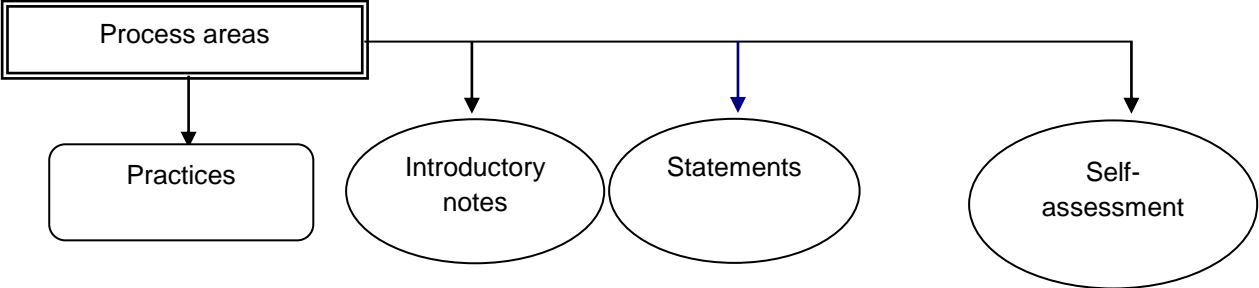 Process areas
Practices
Introductory
notes
Statements
Self-
assessment